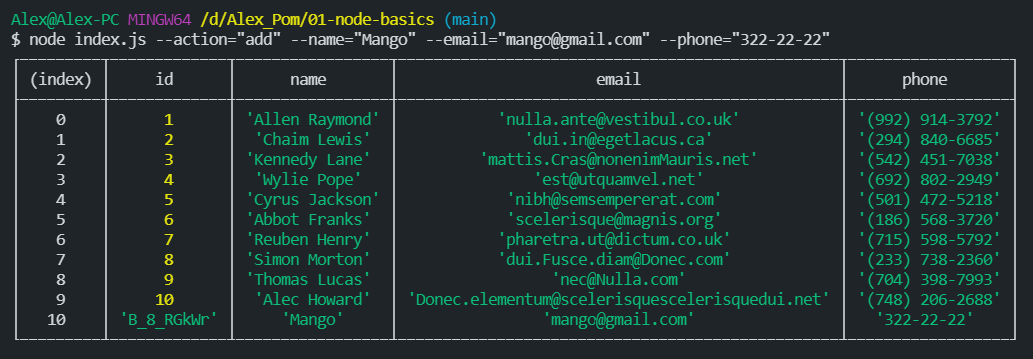 Alex@Alex-PC MINGW64 /d/Alex_Pom/01-node-basics (main)
$ node index.js --action="add" --name="Mango" --email="mango@gmail.com" --phone="322-22-22"
(index) id name email phone
0 1 'Allen Raymond' 'nulla.ante@vestibul.co.uk' '(992) 914-3792'
1 2 'Chaim Lewis' 'dui.in@egetlacus.ca' '(294) 840-6685'
2 3 'Kennedy Lane' 'mattis.Cras@nonenimMauris.net' '(542) 451-7038'
3 4 'Wylie Pope' 'est@utquamvel.net' '(692) 802-2949'
4 5 'Cyrus Jackson' 'nibh@semsempererat.com' '(501) 472-5218'
5 6 'Abbot Franks' 'scelerisque@magnis.org' '(186) 568-3720'
6 7 'Reuben Henry' 'pharetra.ut@dictum.co.uk' '(715) 598-5792'
7 8 'Simon Morton' 'dui.Fusce.diam@Donec.com' '(233) 738-2360'
8 9 'Thomas Lucas' 'nec@Nulla.com' '(704) 398-7993'
9 10 'Alec Howard' 'Donec.elementum@scelerisquescelerisquedui.net' '(748) 206-2688'
10 'B_8_RGkWr' 'Mango' 'mango@gmail.com' '322-22-22'